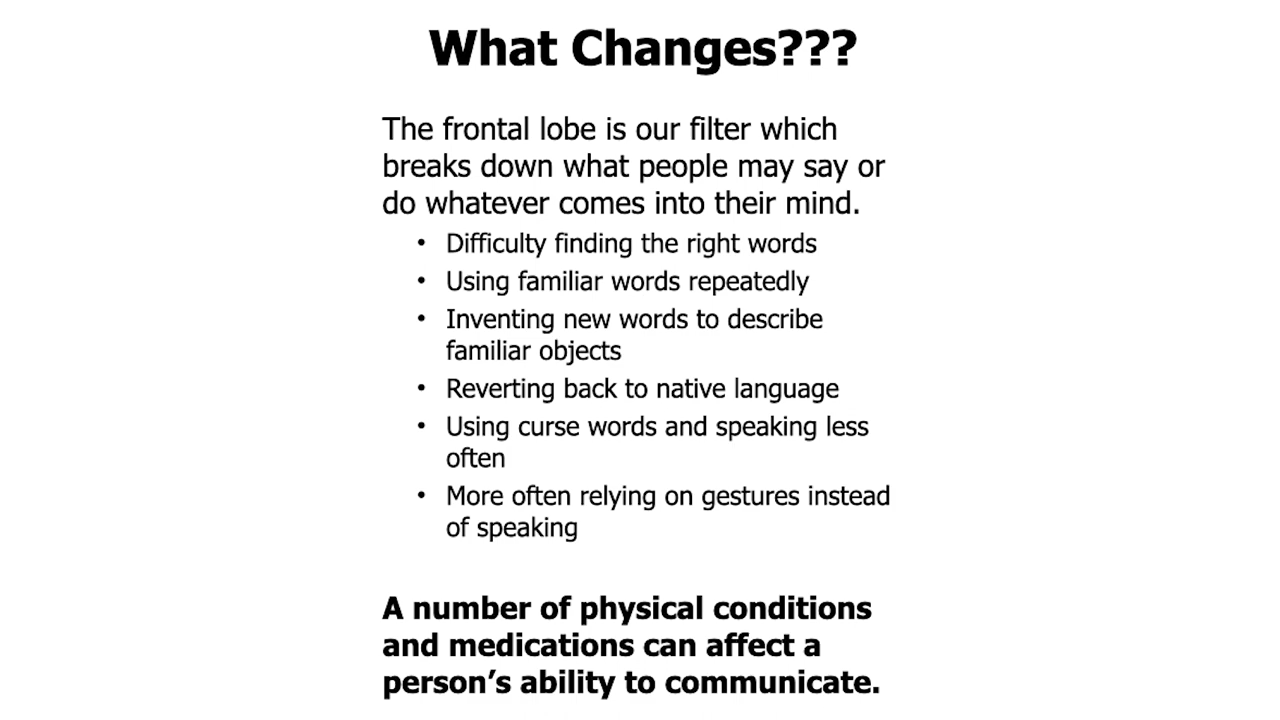 What Changes???
The frontal lobe is our filter which
breaks down what people may say or
do whatever comes into their mind.
• Difficulty finding the right words
• Using familiar words repeatedly
• Inventing new words to describe
familiar objects
• Reverting back to native language
• Using curse words and speaking less
often
• More often relying on gestures instead
of speaking
A number of physical conditions
and medications can affect a
person’s ability to communicate.